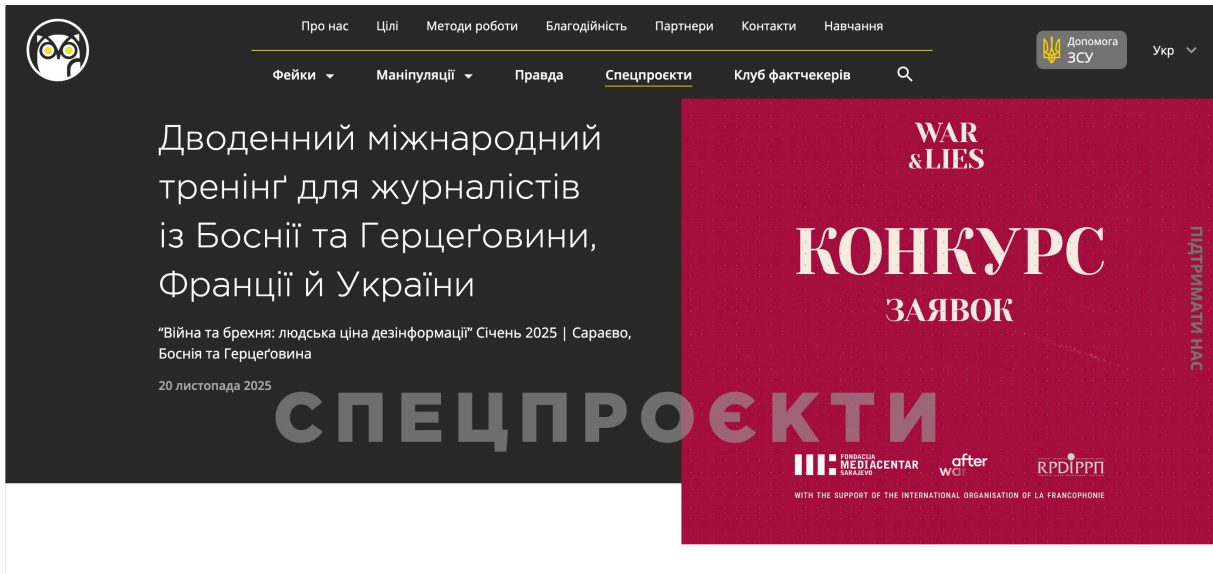 Про нас Цілі Методи роботи Благодійність Партнери Контакти Навчання
Допомога
ЗСУ
Укр
Фейки Маніпуляції Правда Спецпроєкти Клуб фактчекерів
Дводенний міжнародний
тренінґ для журналістів
із Боснії та Герцеґовини,
Франції й України
“Війна та брехня: людська ціна дезінформації” Січень 2025 | Сараєво,
Боснія та Герцеґовина
20 листопада 2025
СПЕЦПРОЄКТИ
WAR
&LIES
КОНКУРС
ЗАЯВОК
FONDACIJA
MEDIACENTAR
SARAJEVO
after
war
RPDIРРП
WITH THE SUPPORT OF THE INTERNATIONAL ORGANISATION OF LA FRANCOPHONIE
ПІДТРИМАТИ НАС